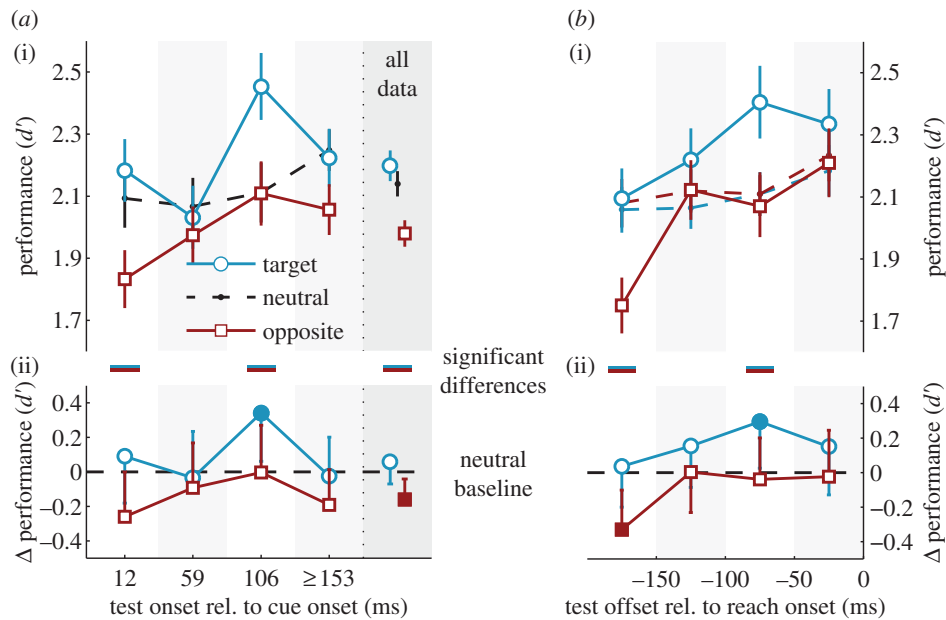 (a)
(b)
(i)
(i)
2.5
2.3
2.1
1.9
1.7
performance (d′)
all
data
target
neutral
opposite
2.5
2.3
2.1
1.9
1.7
performance (d′)
significant
differences
(ii)
(ii)
0.4
0.2
0
−0.2
−0.4
Δ performance (d′)
neutral
baseline
0.4
0.2
0
−0.2
−0.4
Δ performance (d′)
12 59 106 ≥153
test onset rel. to cue onset (ms)
−150 −100 −50 0
test offset rel. to reach onset (ms)